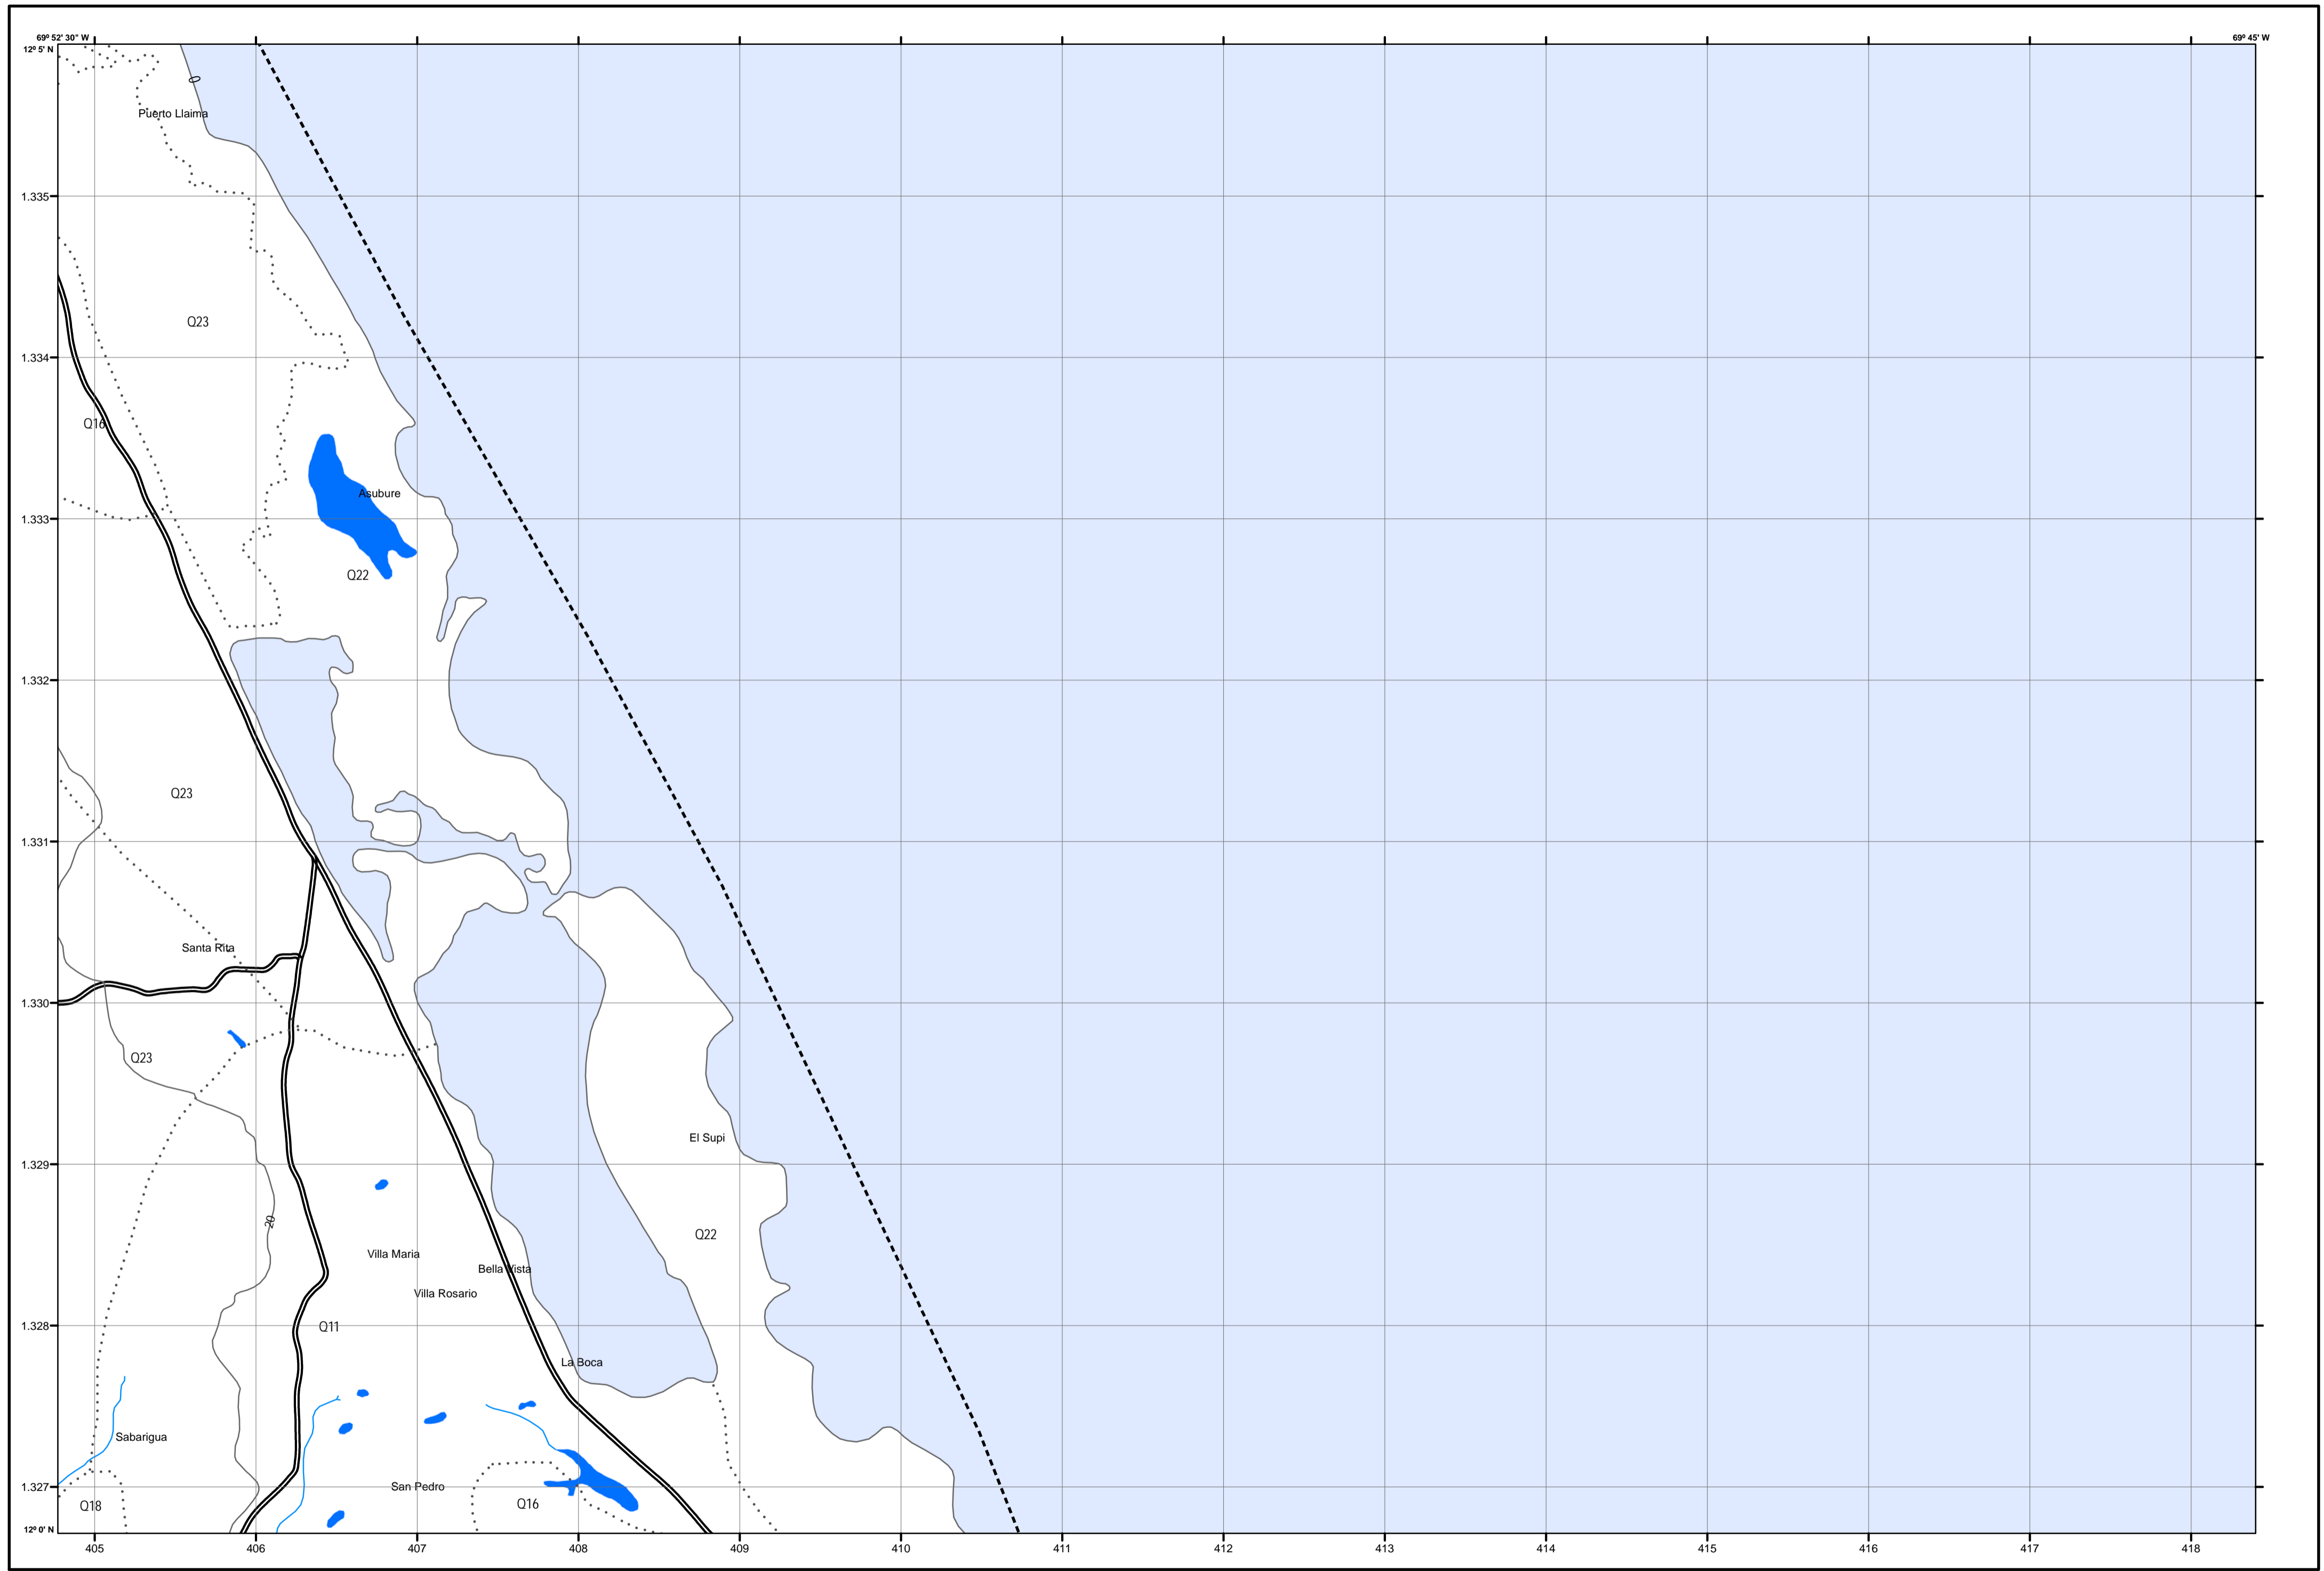 69º 52' 30" W
69º 45' W
12º 5' N
0
Puerto Llaima
1.335
Q23
1.334
Q16
Asubure
1.333
Q22
1.332
Q23
1.331
Santa Rita
1.330
Q23
El Supi
1.329
20
Q22
Villa Maria
Bella Vista
Villa Rosario
1.328
Q11
La Boca
Sabarigua
1.327
San Pedro
Q18
Q16
12º 0' N
405 406 407 408 409 410 411 412 413 414 415 416 417 418